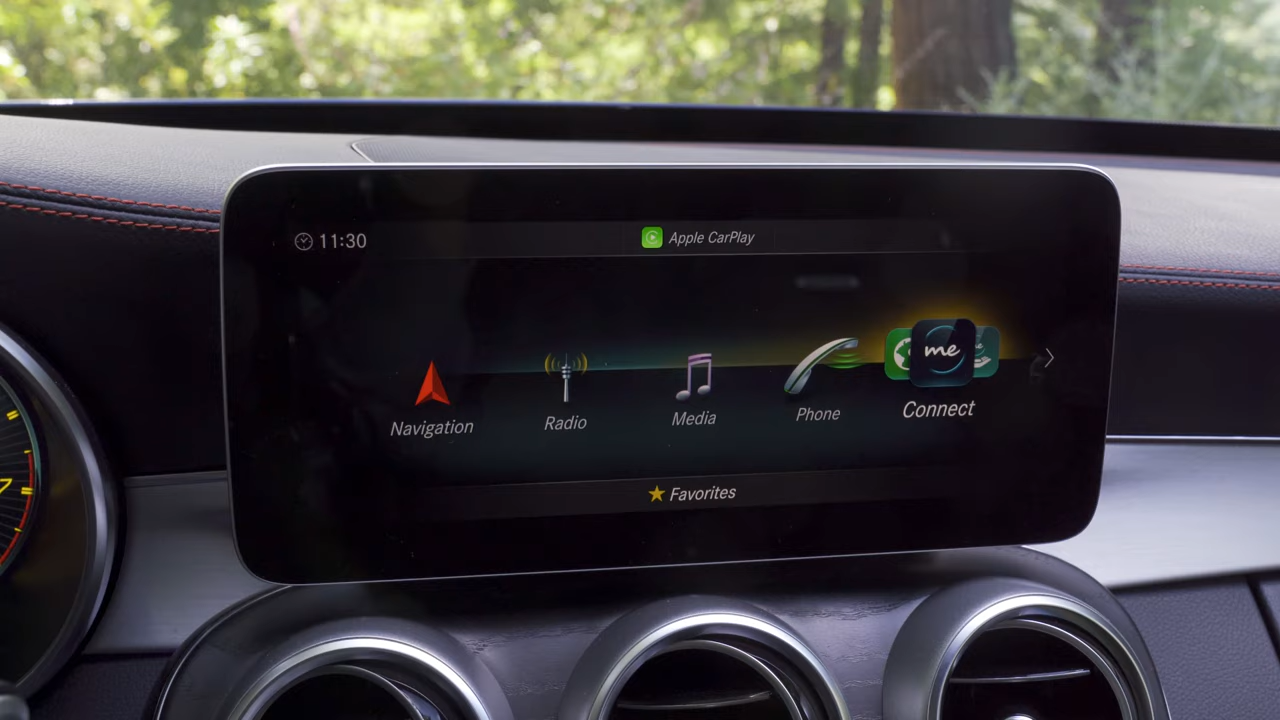 11:30
Apple CarPlay
me
Navigation
Radio
Media
Phone
Connect
Favorites